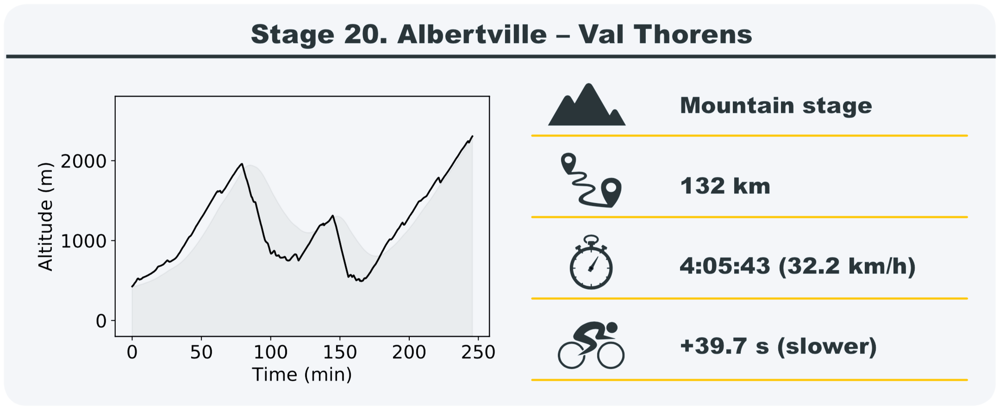 Stage 20. Albertville – Val Thorens
Altitude (m)
2000
1000
0
0 50 100 150 200 250
Time (min)
Mountain stage
132 km
4:05:43 (32.2 km/h)
+39.7 s (slower)